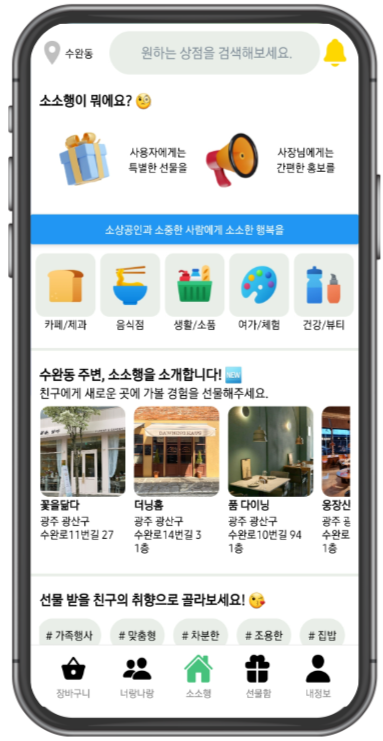 수완동
원하는 상점을 검색해보세요.
소소행이 뭐에요?
사용자에게는
특별한 선물을
사장님에게는
간편한 홍보를
소상공인과 소중한 사람에게 소소한 행복을
카페/제과
음식점
생활/소품
여가/체험
건강/뷰티
수완동 주변, 소소행을 소개합니다! NEW
친구에게 새로운 곳에 가볼 경험을 선물해주세요.
꽃을닮다
광주 광산구
수완로11번길 27
더닝홈
광주 광산구
수완로14번길 3
1층
품 다이닝
광주 광산구
수완로10번길 94
1층
옹장신
광주 광
수완로
1층
선물 받을 친구의 취향으로 골라보세요!
# 가족행사
# 맞춤형
# 차분한
# 조용한
# 집밥
장바구니
너랑나랑
소소행
선물함
내정보